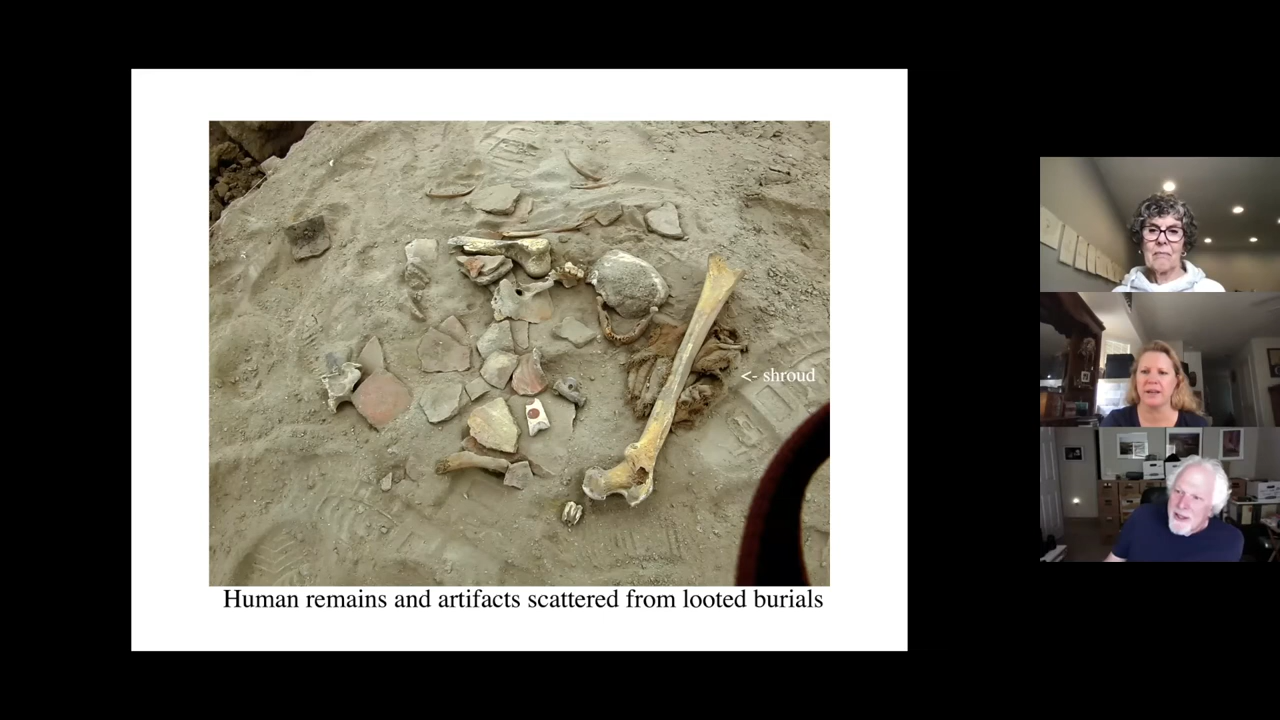 <- shroud
Human remains and artifacts scattered from looted burials